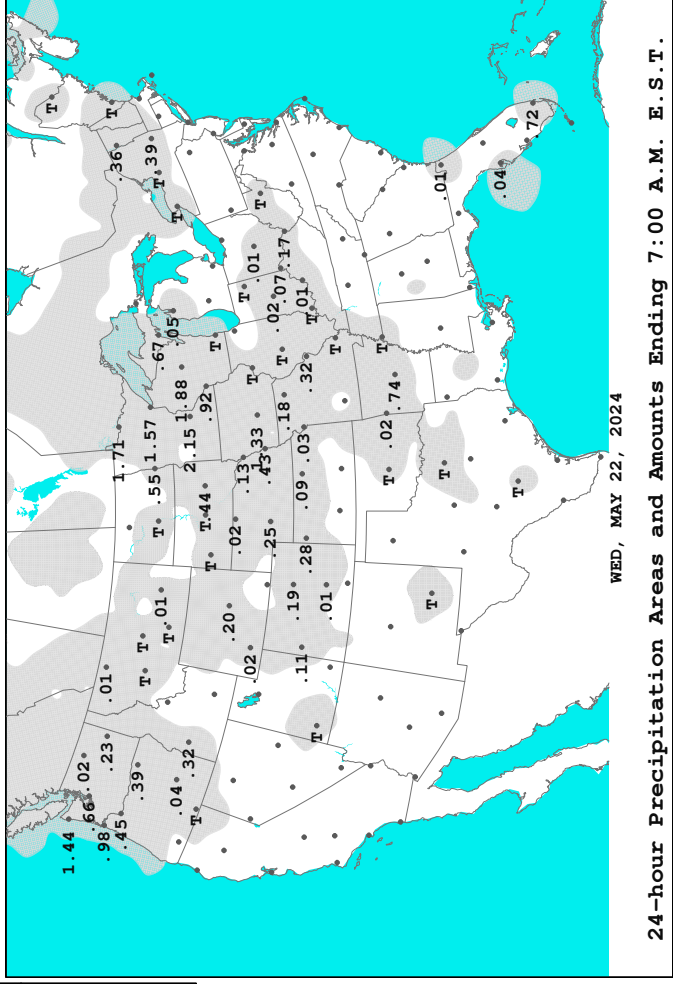 T
1.44
.02
.66
.98
.01
.23
T
.36
1.71
.45
.39
T
T
1.57
.39
.55
T
T
.67
.01
T
.05
.04
T
1.88
.32
2.15
T
T
.44
.92
T
T
.20
.02
.13
T
.02
T
.01
.33
T
.43
.25
.02
.07
T
.18
.17
.19
.11
.09
.03
.01
.28
.32
T
T
.01
T
T
.02
T
.74
T
.01
T
.04
T
.72
WED, MAY 22, 2024
24-hour Precipitation Areas and Amounts Ending 7:00 A.M. E.S.T.